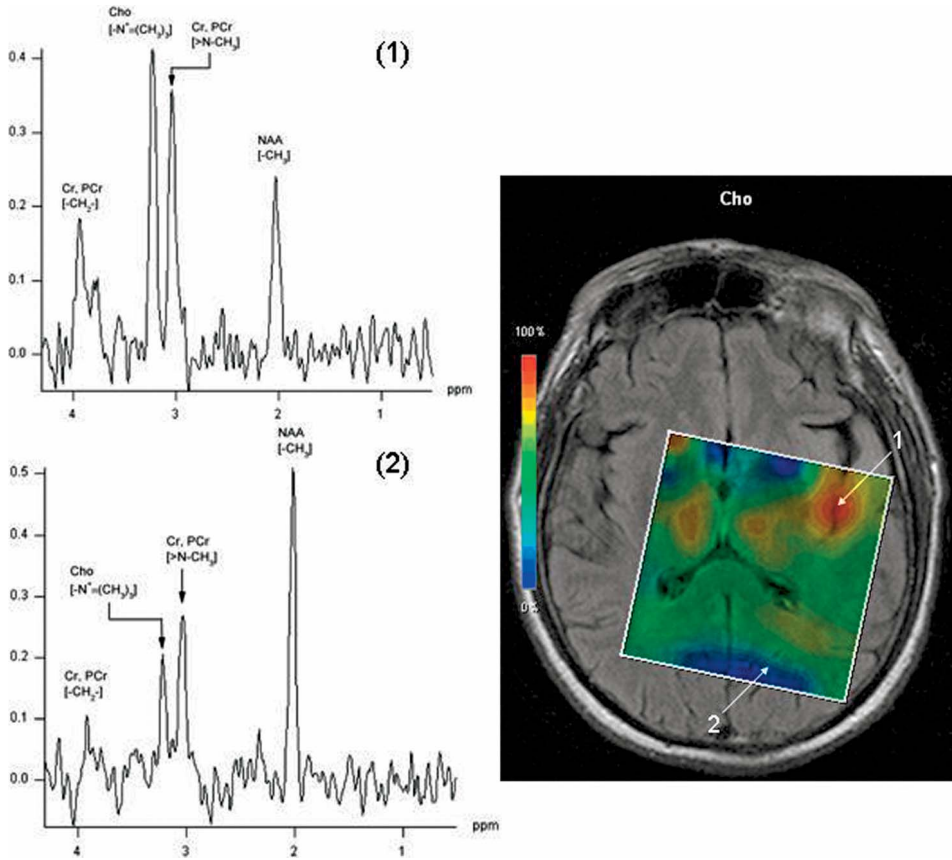 Cho
[-N⁺≡(CH₃)₃]
Cr, PCr
[>N-CH₃]
(1)
NAA
[-CH₃]
Cr, PCr
[-CH₂-]
0.4
0.3
0.2
0.1
0.0
4
3
2
1
ppm
NAA
[-CH₃]
(2)
Cr, PCr
[>N-CH₃]
Cho
[-N⁺≡(CH₃)₃]
Cr, PCr
[-CH₂-]
0.5
0.4
0.3
0.2
0.1
0.0
4
3
2
1
ppm
Cho
100%
0%
1
2